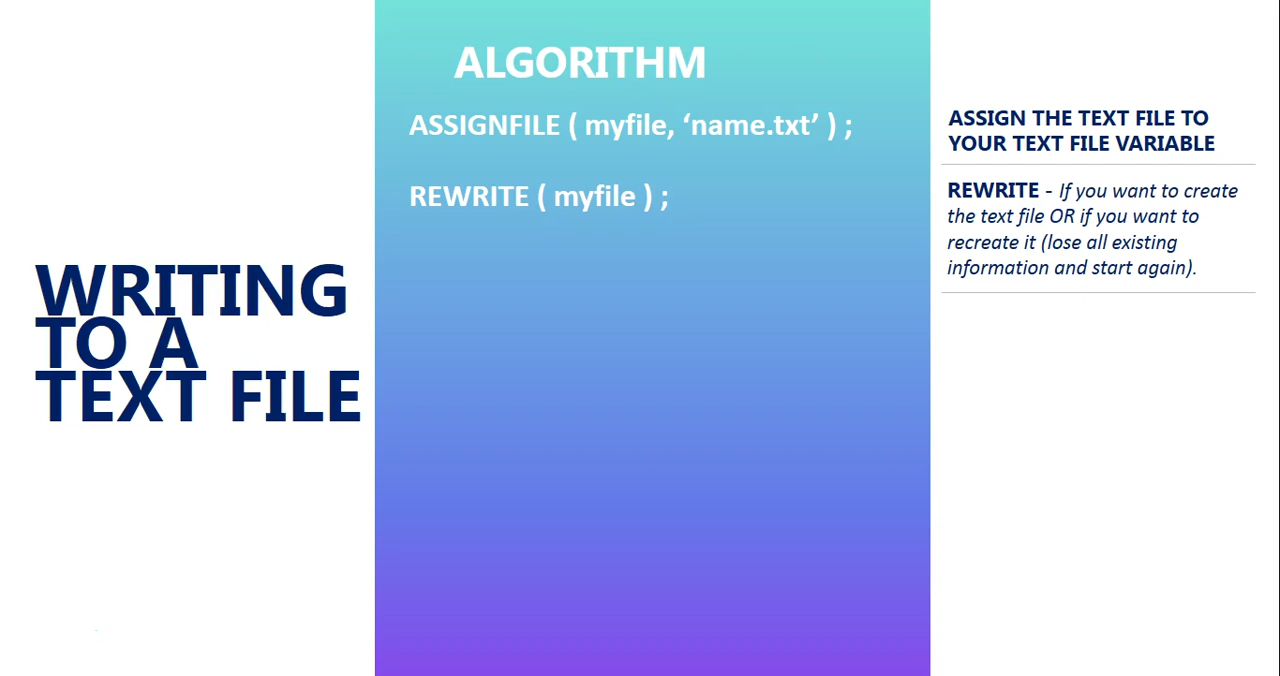 WRITING
TO A
TEXT FILE
ALGORITHM
ASSIGNFILE ( myfile, ‘name.txt’ ) ;
REWRITE ( myfile ) ;
ASSIGN THE TEXT FILE TO
YOUR TEXT FILE VARIABLE
REWRITE - If you want to create
the text file OR if you want to
recreate it (lose all existing
information and start again).